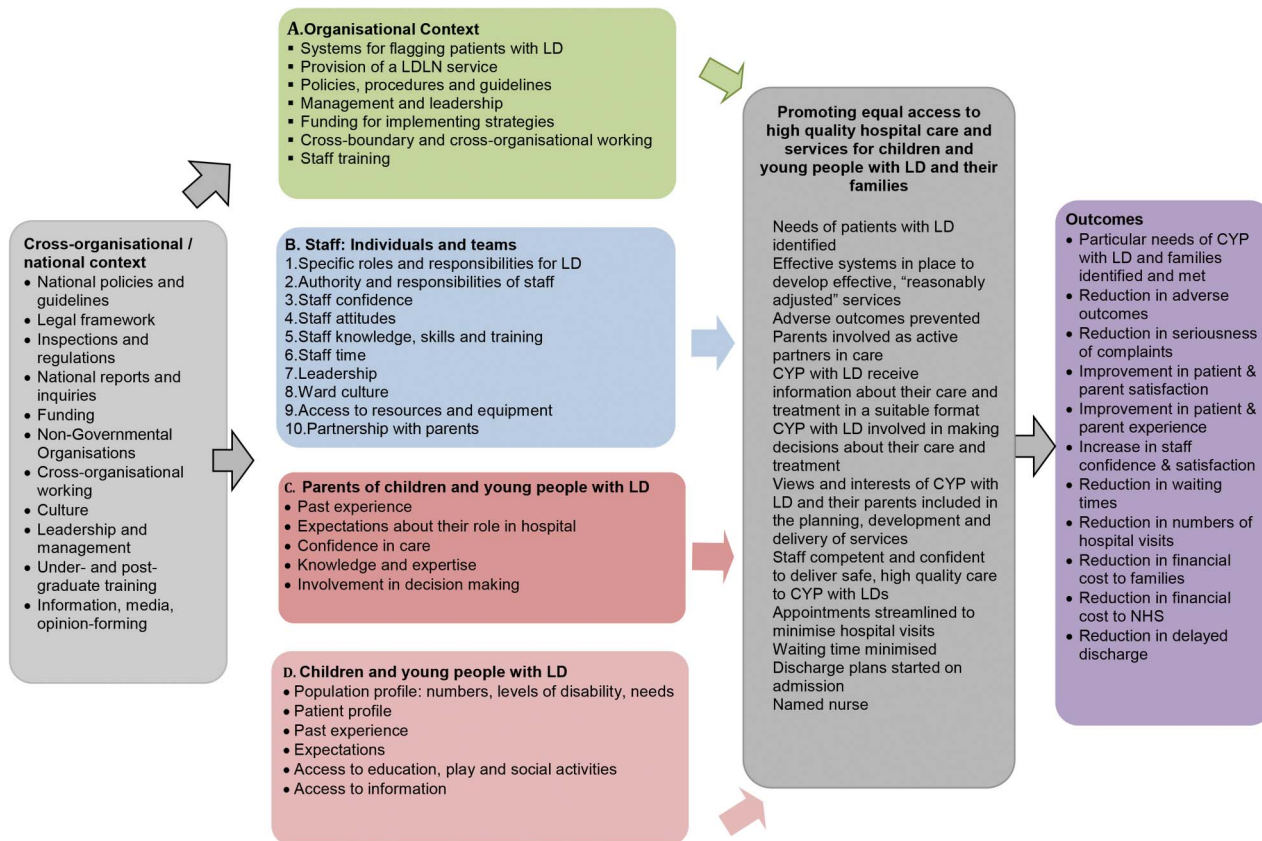 Cross-organisational /
national context
• National policies and
guidelines
• Legal framework
• Inspections and
regulations
• National reports and
inquiries
• Funding
• Non-Governmental
Organisations
• Cross-organisational
working
• Culture
• Leadership and
management
• Under- and post-
graduate training
• Information, media,
opinion-forming
A.Organisational Context
▪ Systems for flagging patients with LD
▪ Provision of a LDLN service
▪ Policies, procedures and guidelines
▪ Management and leadership
▪ Funding for implementing strategies
▪ Cross-boundary and cross-organisational working
▪ Staff training
B. Staff: Individuals and teams
1.Specific roles and responsibilities for LD
2.Authority and responsibilities of staff
3.Staff confidence
4.Staff attitudes
5.Staff knowledge, skills and training
6.Staff time
7.Leadership
8.Ward culture
9.Access to resources and equipment
10.Partnership with parents
C. Parents of children and young people with LD
• Past experience
• Expectations about their role in hospital
• Confidence in care
• Knowledge and expertise
• Involvement in decision making
D. Children and young people with LD
• Population profile: numbers, levels of disability, needs
• Patient profile
• Past experience
• Expectations
• Access to education, play and social activities
• Access to information
Promoting equal access to
high quality hospital care and
services for children and
young people with LD and their
families
Needs of patients with LD
identified
Effective systems in place to
develop effective, “reasonably
adjusted” services
Adverse outcomes prevented
Parents involved as active
partners in care
CYP with LD receive
information about their care and
treatment in a suitable format
CYP with LD involved in making
decisions about their care and
treatment
Views and interests of CYP with
LD and their parents included in
the planning, development and
delivery of services
Staff competent and confident
to deliver safe, high quality care
to CYP with LDs
Appointments streamlined to
minimise hospital visits
Waiting time minimised
Discharge plans started on
admission
Named nurse
Outcomes
• Particular needs of CYP
with LD and families
identified and met
• Reduction in adverse
outcomes
• Reduction in seriousness
of complaints
• Improvement in patient &
parent satisfaction
• Improvement in patient &
parent experience
• Increase in staff
confidence & satisfaction
• Reduction in waiting
times
• Reduction in numbers of
hospital visits
• Reduction in financial
cost to families
• Reduction in financial
cost to NHS
• Reduction in delayed
discharge